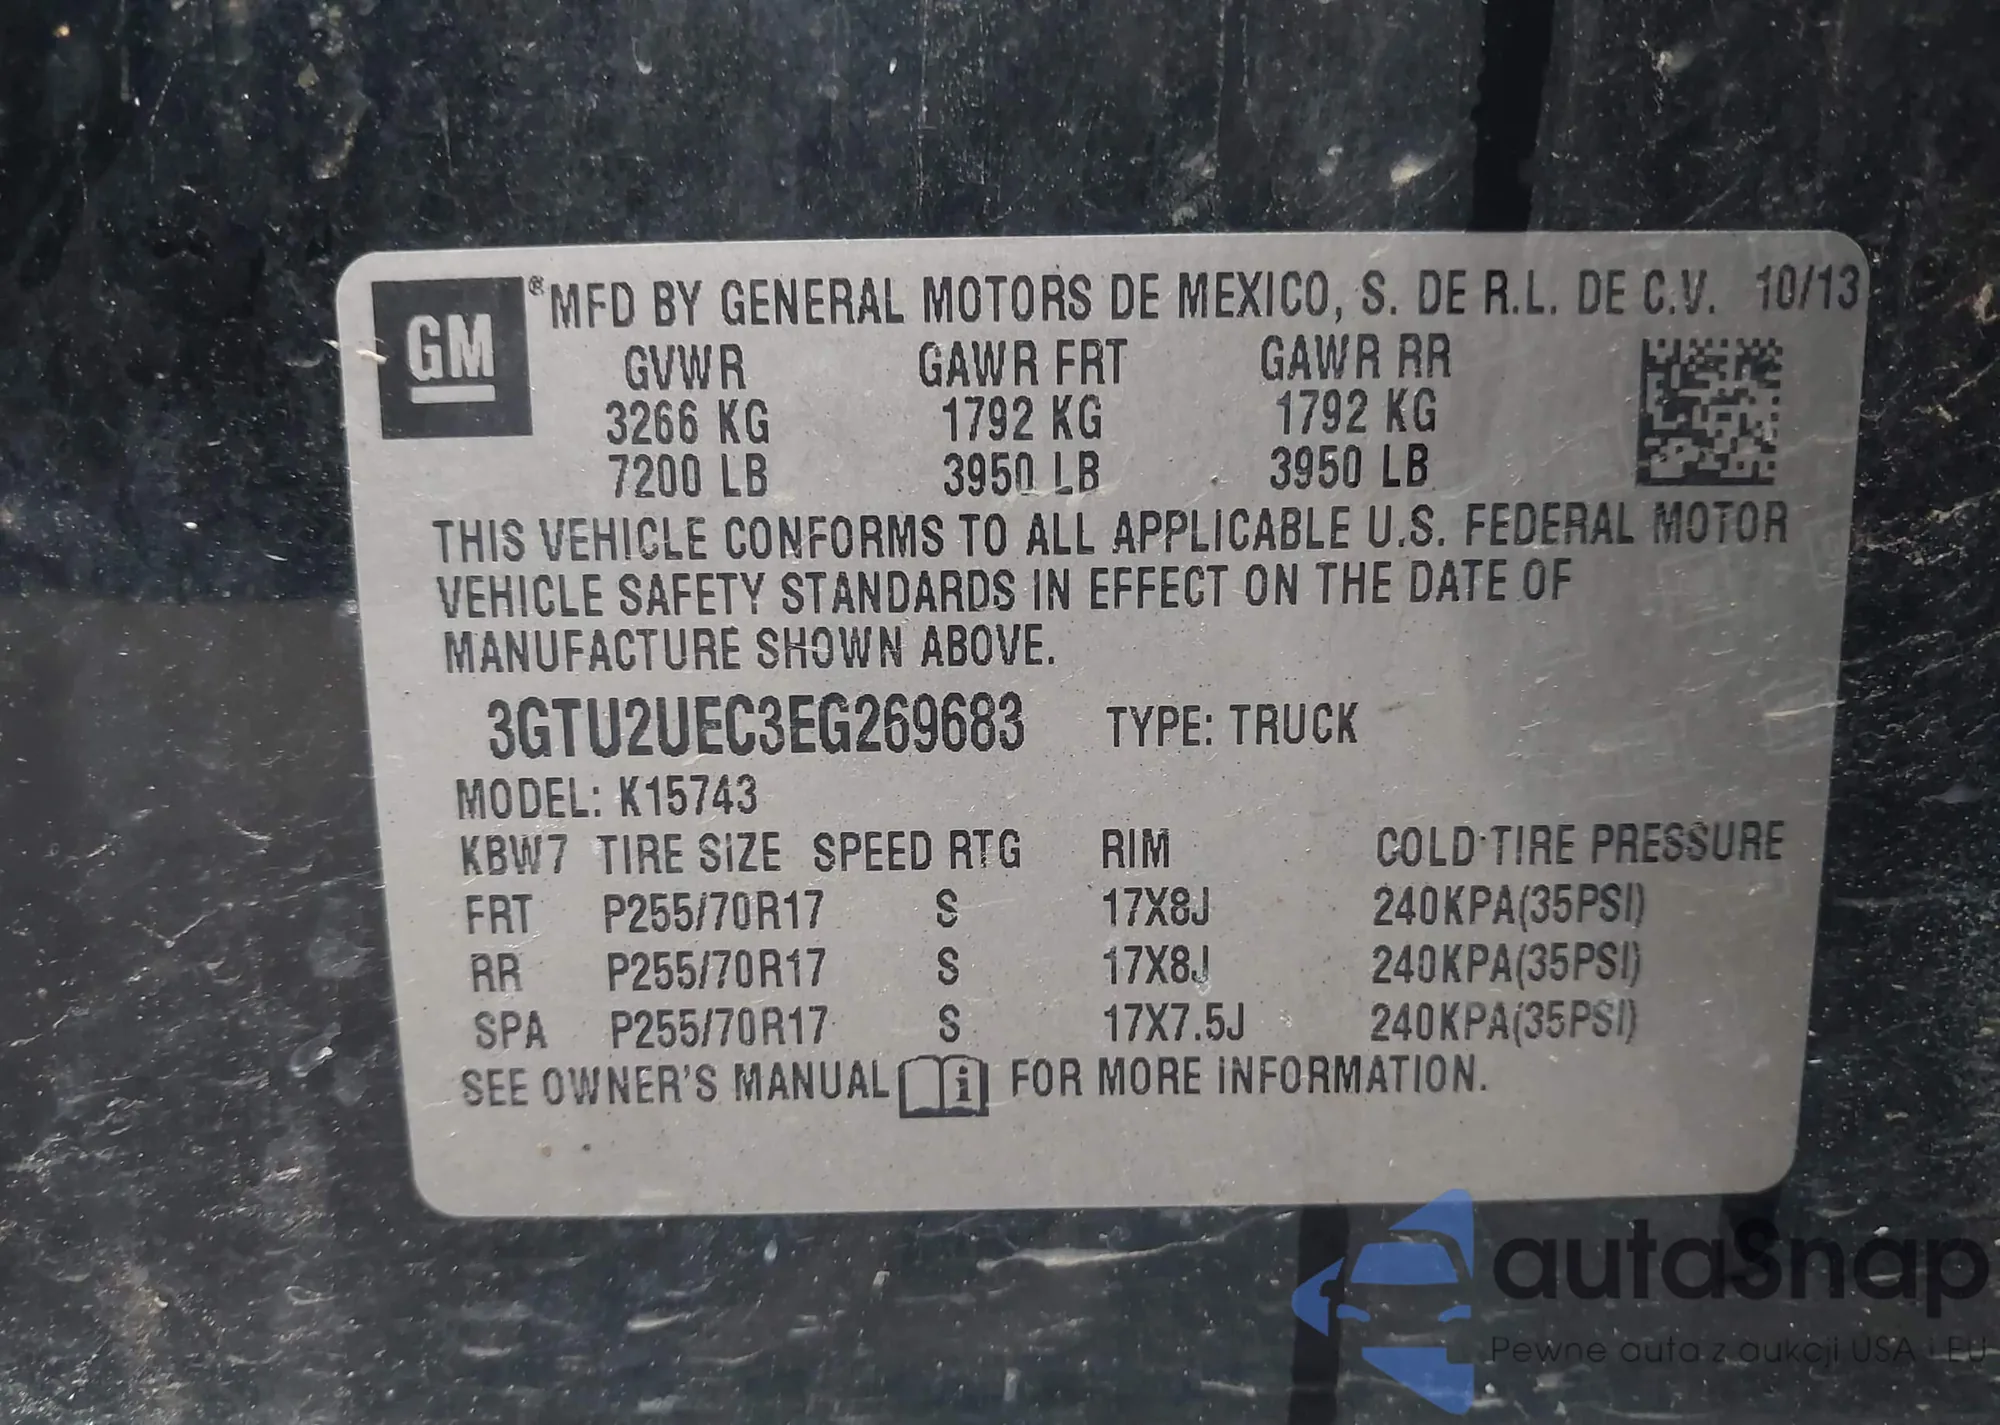 GM
® MFD BY GENERAL MOTORS DE MEXICO, S. DE R.L. DE C.V. 10/13
GVWR GAWR FRT GAWR RR
3266 KG 1792 KG 1792 KG
7200 LB 3950 LB 3950 LB
THIS VEHICLE CONFORMS TO ALL APPLICABLE U.S. FEDERAL MOTOR
VEHICLE SAFETY STANDARDS IN EFFECT ON THE DATE OF
MANUFACTURE SHOWN ABOVE.
3GTU2UEC3EG269683 TYPE: TRUCK
MODEL: K15743
KBW7 TIRE SIZE SPEED RTG RIM COLD TIRE PRESSURE
FRT P255/70R17 S 17X8J 240KPA(35PSI)
RR P255/70R17 S 17X8J 240KPA(35PSI)
SPA P255/70R17 S 17X7.5J 240KPA(35PSI)
SEE OWNER'S MANUAL i FOR MORE INFORMATION.
autaSnap
Pewne auta z aukcji USA i EU